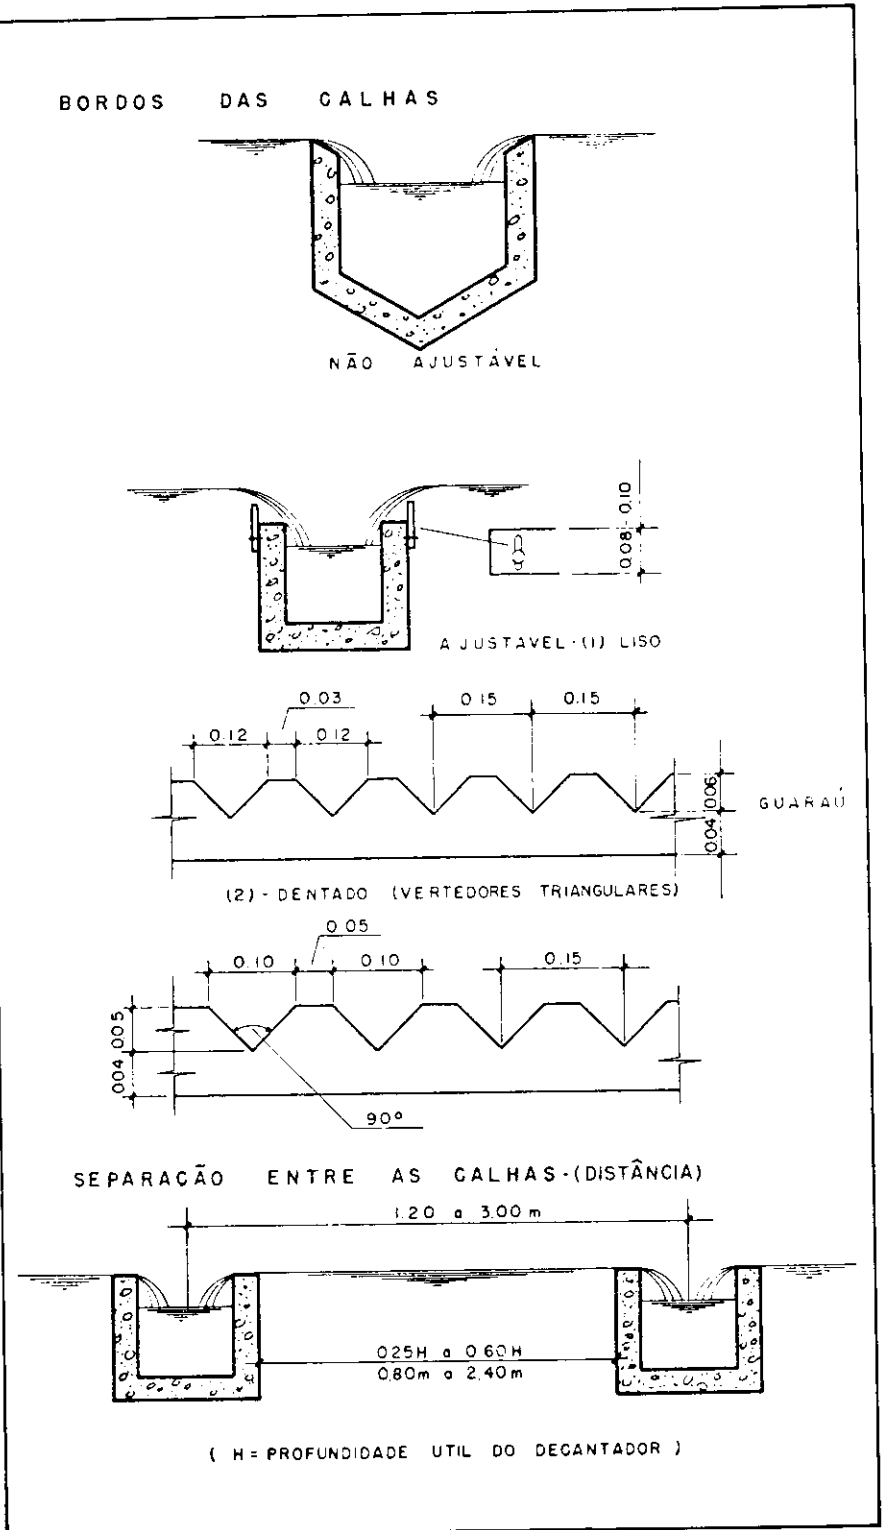 BORDOS DAS CALHAS
NÃO AJUSTÁVEL
0.08 - 0.10
AJUSTAVEL-(1) LISO
0.03
0.15 0.15
0.12 0.12
0.06
GUARAÚ
0.04
(2) - DENTADO (VERTEDORES TRIANGULARES)
0.05
0.10 0.10 0.15
0.05
0.04
90°
SEPARAÇÃO ENTRE AS CALHAS-(DISTÂNCIA)
1.20 a 3.00 m
0.25H a 0.60H
0.80m a 2.40m
( H = PROFUNDIDADE UTIL DO DECANTADOR )